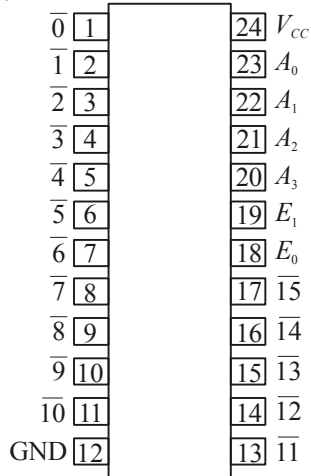 0̅ 1 24 V_CC
1̅ 2 23 A₀
2̅ 3 22 A₁
3̅ 4 21 A₂
4̅ 5 20 A₃
5̅ 6 19 E₁
6̅ 7 18 E₀
7̅ 8 17 1̅5̅
8̅ 9 16 1̅4̅
9̅ 10 15 1̅3̅
1̅0̅ 11 14 1̅2̅
GND 12 13 1̅1̅